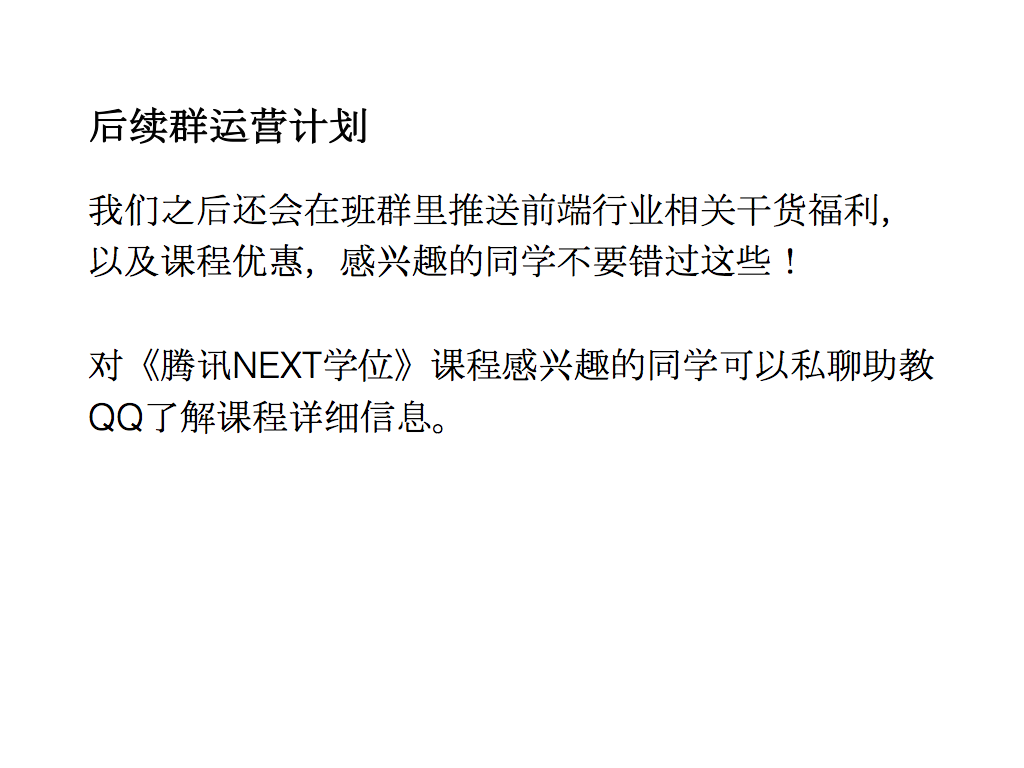 后续群运营计划
我们之后还会在班群里推送前端行业相关干货福利，
以及课程优惠，感兴趣的同学不要错过这些！
对《腾讯NEXT学位》课程感兴趣的同学可以私聊助教
QQ了解课程详细信息。